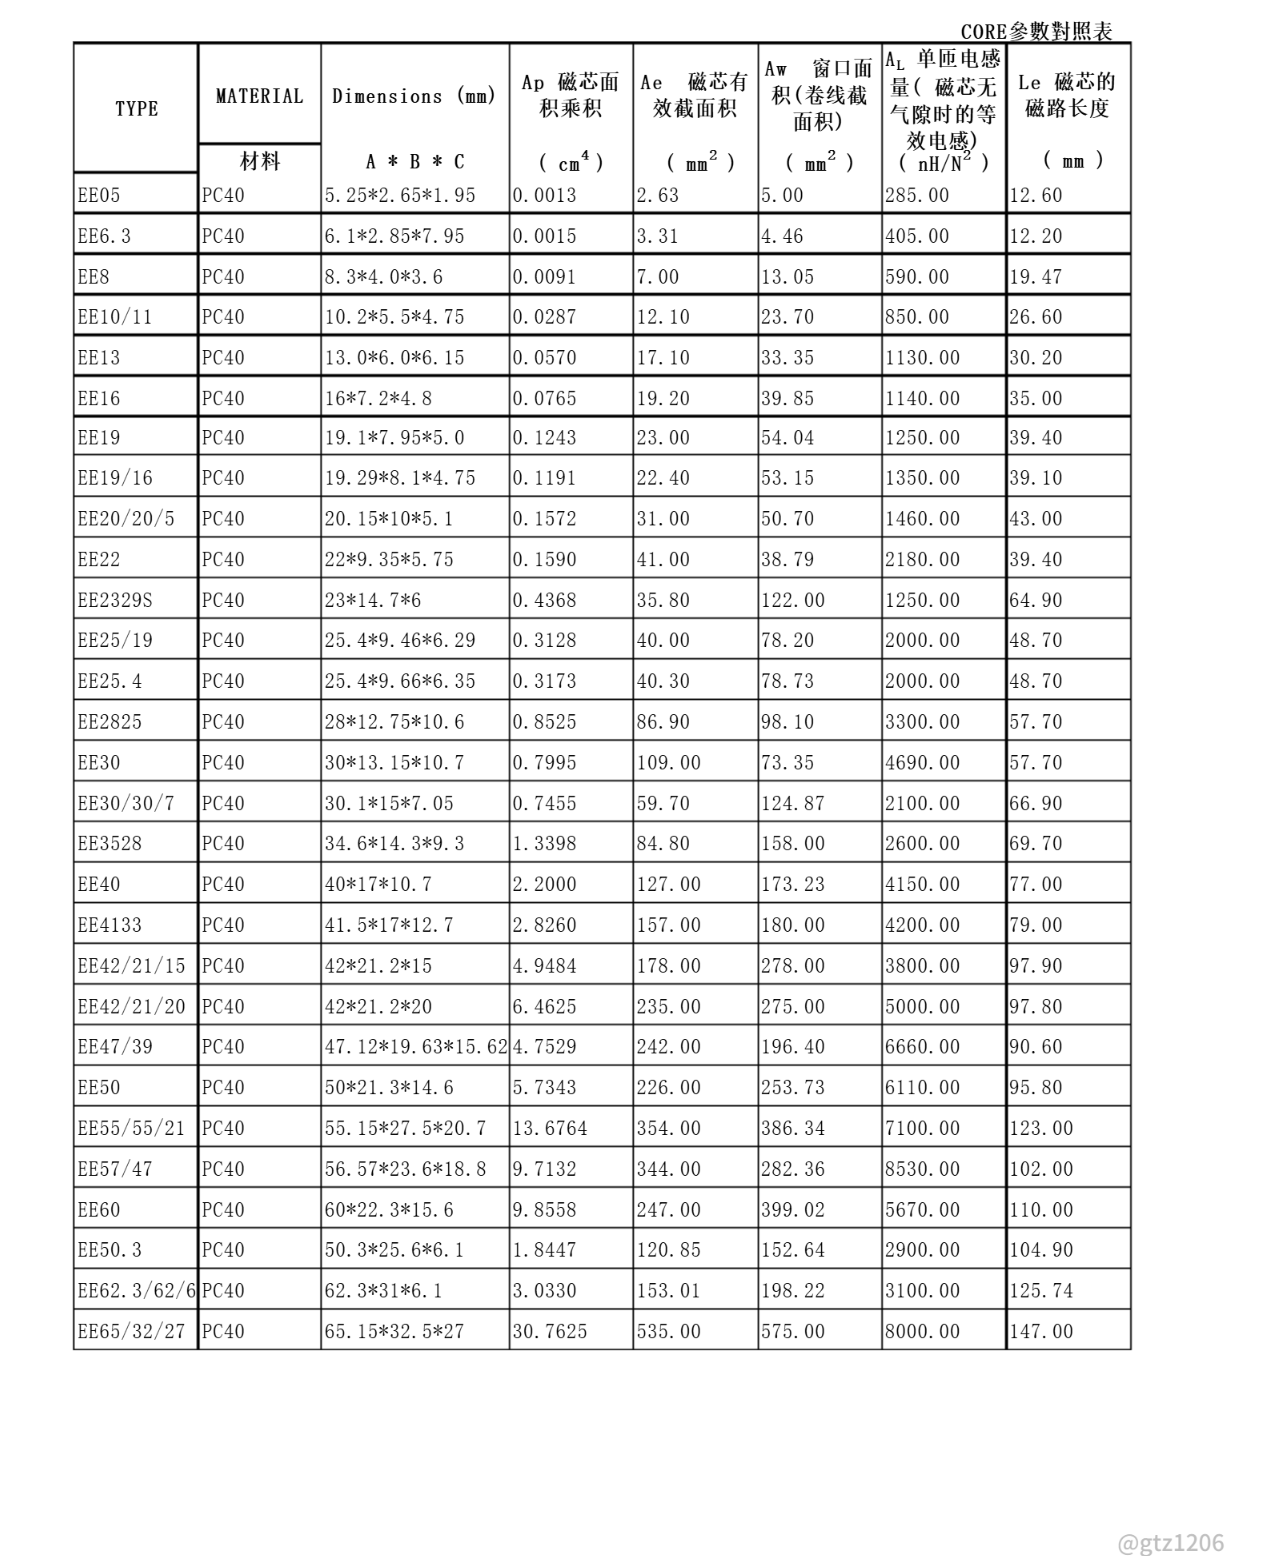 CORE參數對照表
TYPE MATERIAL Dimensions (mm) Ap 磁芯面积乘积 Ae 磁芯有效截面积 Aw 窗口面积(卷线截面积) AL 单匝电感量( 磁芯无气隙时的等效电感) Le 磁芯的磁路长度
材料 A * B * C ( cm4 ) ( mm2 ) ( mm2 ) ( nH/N2 ) ( mm )
EE05 PC40 5.25*2.65*1.95 0.0013 2.63 5.00 285.00 12.60
EE6.3 PC40 6.1*2.85*7.95 0.0015 3.31 4.46 405.00 12.20
EE8 PC40 8.3*4.0*3.6 0.0091 7.00 13.05 590.00 19.47
EE10/11 PC40 10.2*5.5*4.75 0.0287 12.10 23.70 850.00 26.60
EE13 PC40 13.0*6.0*6.15 0.0570 17.10 33.35 1130.00 30.20
EE16 PC40 16*7.2*4.8 0.0765 19.20 39.85 1140.00 35.00
EE19 PC40 19.1*7.95*5.0 0.1243 23.00 54.04 1250.00 39.40
EE19/16 PC40 19.29*8.1*4.75 0.1191 22.40 53.15 1350.00 39.10
EE20/20/5 PC40 20.15*10*5.1 0.1572 31.00 50.70 1460.00 43.00
EE22 PC40 22*9.35*5.75 0.1590 41.00 38.79 2180.00 39.40
EE2329S PC40 23*14.7*6 0.4368 35.80 122.00 1250.00 64.90
EE25/19 PC40 25.4*9.46*6.29 0.3128 40.00 78.20 2000.00 48.70
EE25.4 PC40 25.4*9.66*6.35 0.3173 40.30 78.73 2000.00 48.70
EE2825 PC40 28*12.75*10.6 0.8525 86.90 98.10 3300.00 57.70
EE30 PC40 30*13.15*10.7 0.7995 109.00 73.35 4690.00 57.70
EE30/30/7 PC40 30.1*15*7.05 0.7455 59.70 124.87 2100.00 66.90
EE3528 PC40 34.6*14.3*9.3 1.3398 84.80 158.00 2600.00 69.70
EE40 PC40 40*17*10.7 2.2000 127.00 173.23 4150.00 77.00
EE4133 PC40 41.5*17*12.7 2.8260 157.00 180.00 4200.00 79.00
EE42/21/15 PC40 42*21.2*15 4.9484 178.00 278.00 3800.00 97.90
EE42/21/20 PC40 42*21.2*20 6.4625 235.00 275.00 5000.00 97.80
EE47/39 PC40 47.12*19.63*15.62 4.7529 242.00 196.40 6660.00 90.60
EE50 PC40 50*21.3*14.6 5.7343 226.00 253.73 6110.00 95.80
EE55/55/21 PC40 55.15*27.5*20.7 13.6764 354.00 386.34 7100.00 123.00
EE57/47 PC40 56.57*23.6*18.8 9.7132 344.00 282.36 8530.00 102.00
EE60 PC40 60*22.3*15.6 9.8558 247.00 399.02 5670.00 110.00
EE50.3 PC40 50.3*25.6*6.1 1.8447 120.85 152.64 2900.00 104.90
EE62.3/62/6 PC40 62.3*31*6.1 3.0330 153.01 198.22 3100.00 125.74
EE65/32/27 PC40 65.15*32.5*27 30.7625 535.00 575.00 8000.00 147.00
@gtz1206